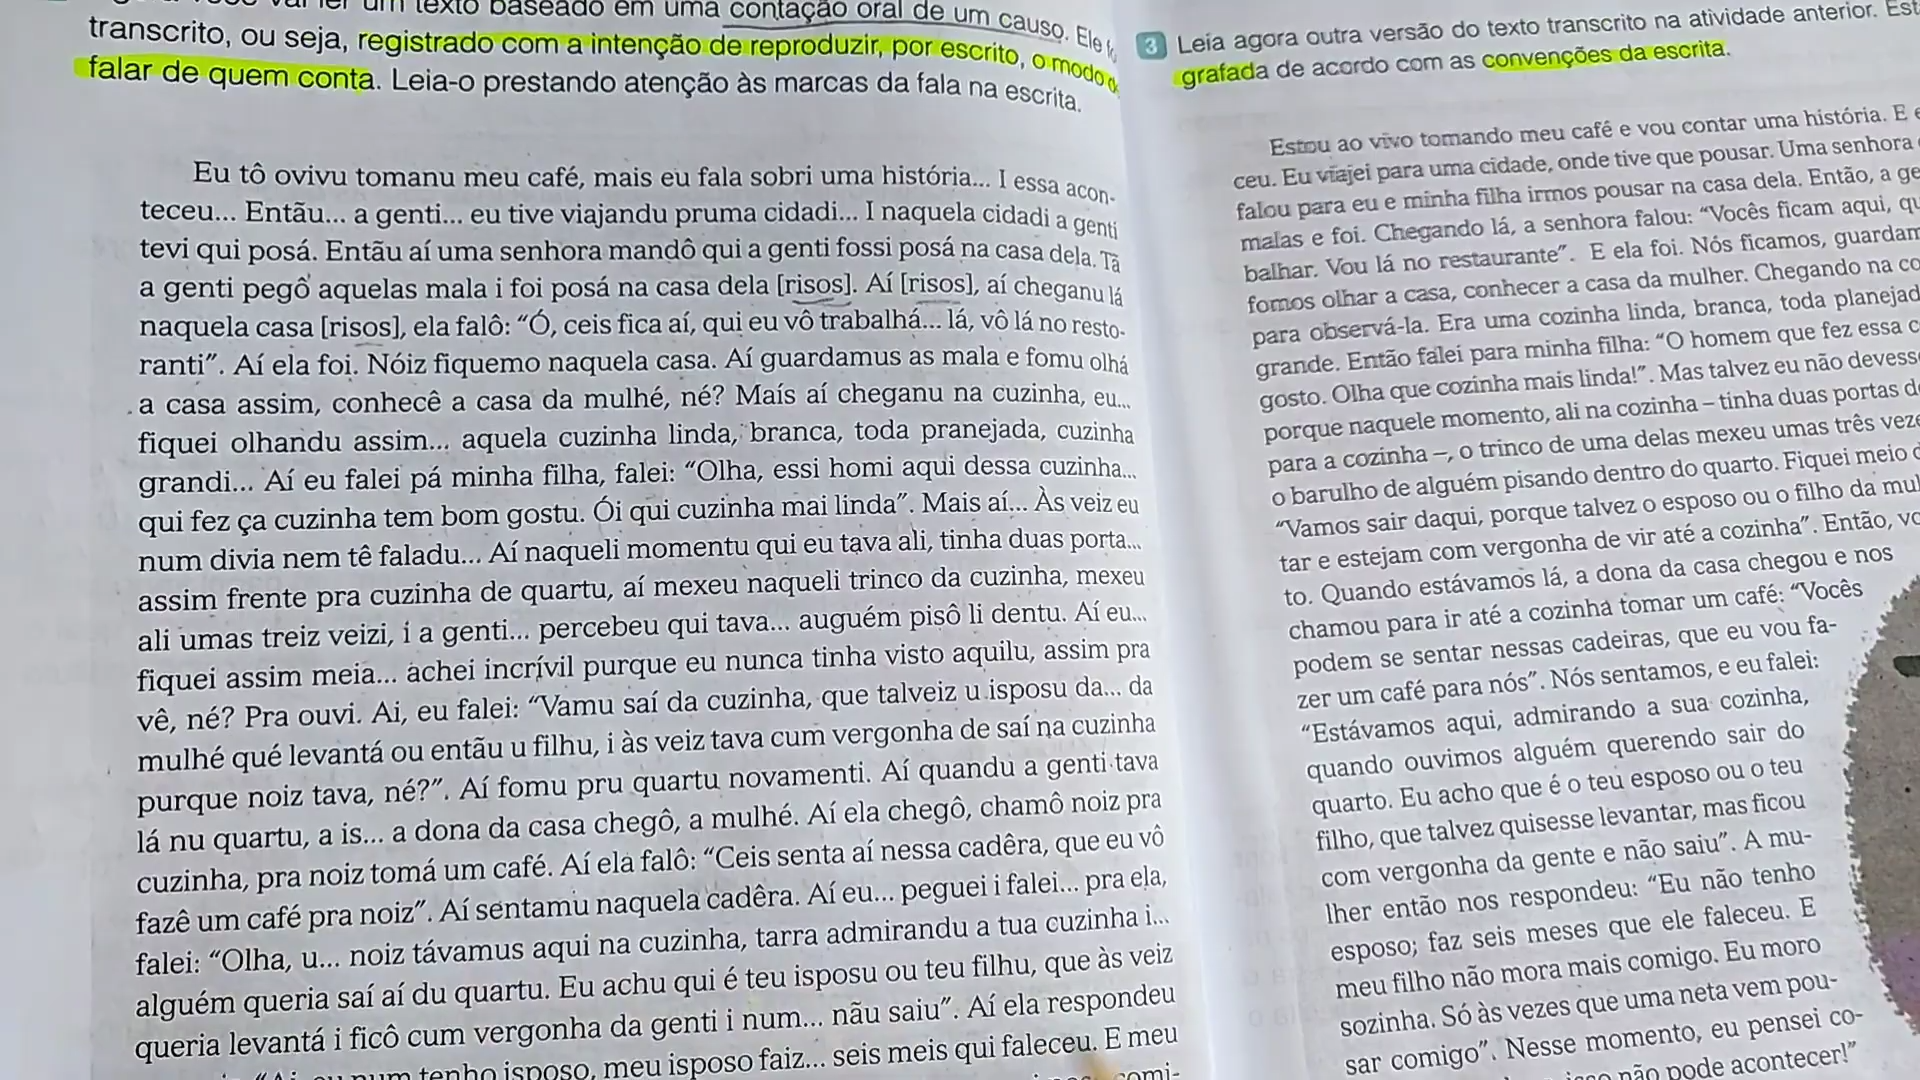 um texto baseado em uma contação oral de um causo. Ele
transcrito, ou seja, registrado com a intenção de reproduzir, por escrito, o modo
falar de quem conta. Leia-o prestando atenção às marcas da fala na escrita.
Eu tô ovivu tomanu meu café, mais eu fala sobri uma história... I essa acon-
teceu... Entãu... a genti... eu tive viajandu pruma cidadi... I naquela cidadi a genti
tevi qui posá. Entãu aí uma senhora mandô qui a genti fossi posá na casa dela. Tã
a genti pegô aquelas mala i foi posá na casa dela [risos]. Aí [risos], aí cheganu lá
naquela casa [risos], ela falô: “Ó, ceis fica aí, qui eu vô trabalhá... lá, vô lá no resto-
ranti”. Aí ela foi. Nóiz fiquemo naquela casa. Aí guardamus as mala e fomu olhá
a casa assim, conhecê a casa da mulhé, né? Maís aí cheganu na cuzinha, eu...
fiquei olhandu assim... aquela cuzinha linda, branca, toda pranejada, cuzinha
grandi... Aí eu falei pá minha filha, falei: “Olha, essi homi aqui dessa cuzinha...
qui fez ça cuzinha tem bom gostu. Ói qui cuzinha mai linda”. Mais aí... Às veiz eu
num divia nem tê faladu... Aí naqueli momentu qui eu tava ali, tinha duas porta...
assim frente pra cuzinha de quartu, aí mexeu naqueli trinco da cuzinha, mexeu
ali umas treiz veizi, i a genti... percebeu qui tava... auguém pisô li dentu. Aí eu...
fiquei assim meia... achei incrívil purque eu nunca tinha visto aquilu, assim pra
vê, né? Pra ouvi. Ai, eu falei: “Vamu saí da cuzinha, que talveiz u isposu da... da
mulhé qué levantá ou entãu u filhu, i às veiz tava cum vergonha de saí na cuzinha
purque noiz tava, né?”. Aí fomu pru quartu novamenti. Aí quandu a genti tava
lá nu quartu, a is... a dona da casa chegô, a mulhé. Aí ela chegô, chamô noiz pra
cuzinha, pra noiz tomá um café. Aí ela falô: “Ceis senta aí nessa cadêra, que eu vô
fazê um café pra noiz”. Aí sentamu naquela cadêra. Aí eu... peguei i falei... pra ela,
falei: “Olha, u... noiz távamus aqui na cuzinha, tarra admirandu a tua cuzinha i...
alguém queria saí aí du quartu. Eu achu qui é teu isposu ou teu filhu, que às veiz
queria levantá i ficô cum vergonha da genti i num... nãu saiu”. Aí ela respondeu
num tenho isposo, meu isposo faiz... seis meis qui faleceu. E meu
3 Leia agora outra versão do texto transcrito na atividade anterior.
grafada de acordo com as convenções da escrita.
Estou ao vivo tomando meu café e vou contar uma história. E
ceu. Eu viajei para uma cidade, onde tive que pousar. Uma senhora
falou para eu e minha filha irmos pousar na casa dela. Então, a
malas e foi. Chegando lá, a senhora falou: “Vocês ficam aqui,
balhar. Vou lá no restaurante”. E ela foi. Nós ficamos,
fomos olhar a casa, conhecer a casa da mulher. Chegando na
para observá-la. Era uma cozinha linda, branca, toda
grande. Então falei para minha filha: “O homem que fez essa
gosto. Olha que cozinha mais linda!”. Mas talvez eu não
porque naquele momento, ali na cozinha – tinha duas portas
para a cozinha –, o trinco de uma delas mexeu umas três
o barulho de alguém pisando dentro do quarto. Fiquei meio
“Vamos sair daqui, porque talvez o esposo ou o filho da
tar e estejam com vergonha de vir até a cozinha”. Então,
to. Quando estávamos lá, a dona da casa chegou e nos
chamou para ir até a cozinha tomar um café: “Vocês
podem se sentar nessas cadeiras, que eu vou fa-
zer um café para nós”. Nós sentamos, e eu falei:
“Estávamos aqui, admirando a sua cozinha,
quando ouvimos alguém querendo sair do
quarto. Eu acho que é o teu esposo ou o teu
filho, que talvez quisesse levantar, mas ficou
com vergonha da gente e não saiu”. A mu-
lher então nos respondeu: “Eu não tenho
esposo; faz seis meses que ele faleceu. E
meu filho não mora mais comigo. Eu moro
sozinha. Só às vezes que uma neta vem pou-
sar comigo”. Nesse momento, eu pensei co-
não pode acontecer!”